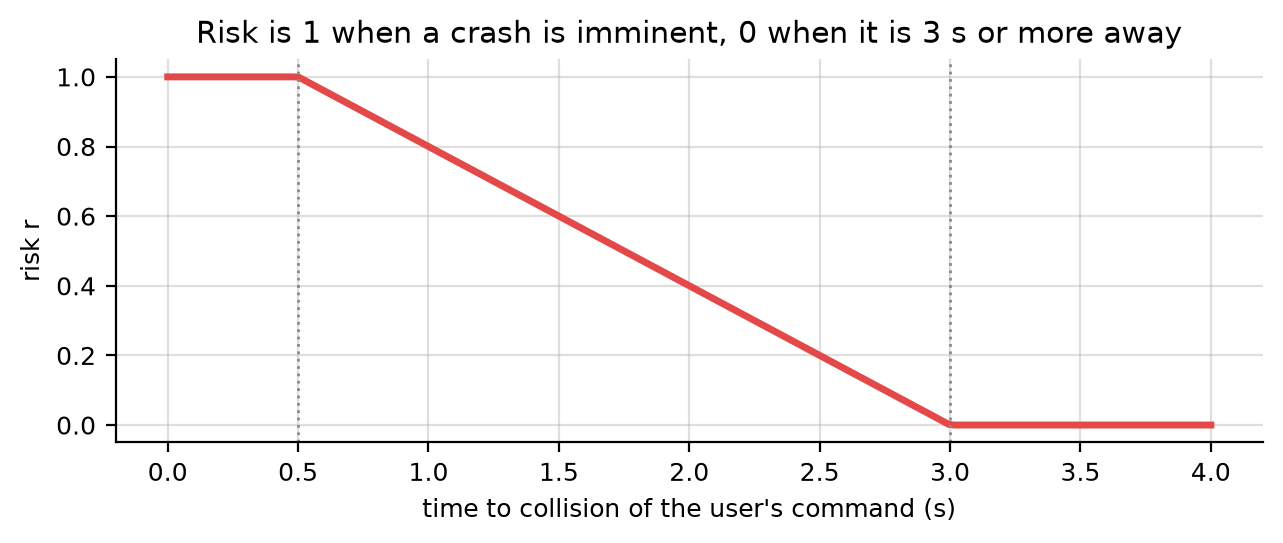 Risk is 1 when a crash is imminent, 0 when it is 3 s or more away
risk r
1.0
0.8
0.6
0.4
0.2
0.0
0.0 0.5 1.0 1.5 2.0 2.5 3.0 3.5 4.0
time to collision of the user's command (s)